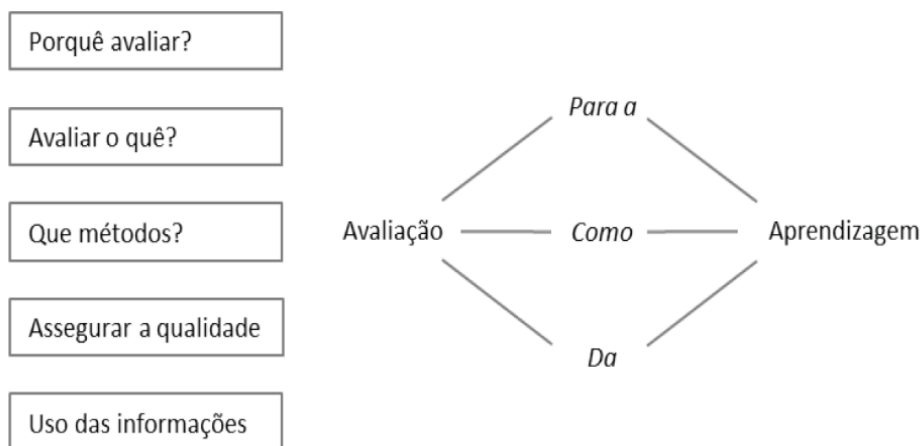 Porquê avaliar?
Avaliar o quê?
Que métodos?
Assegurar a qualidade
Uso das informações
Para a
Avaliação
Como
Aprendizagem
Da